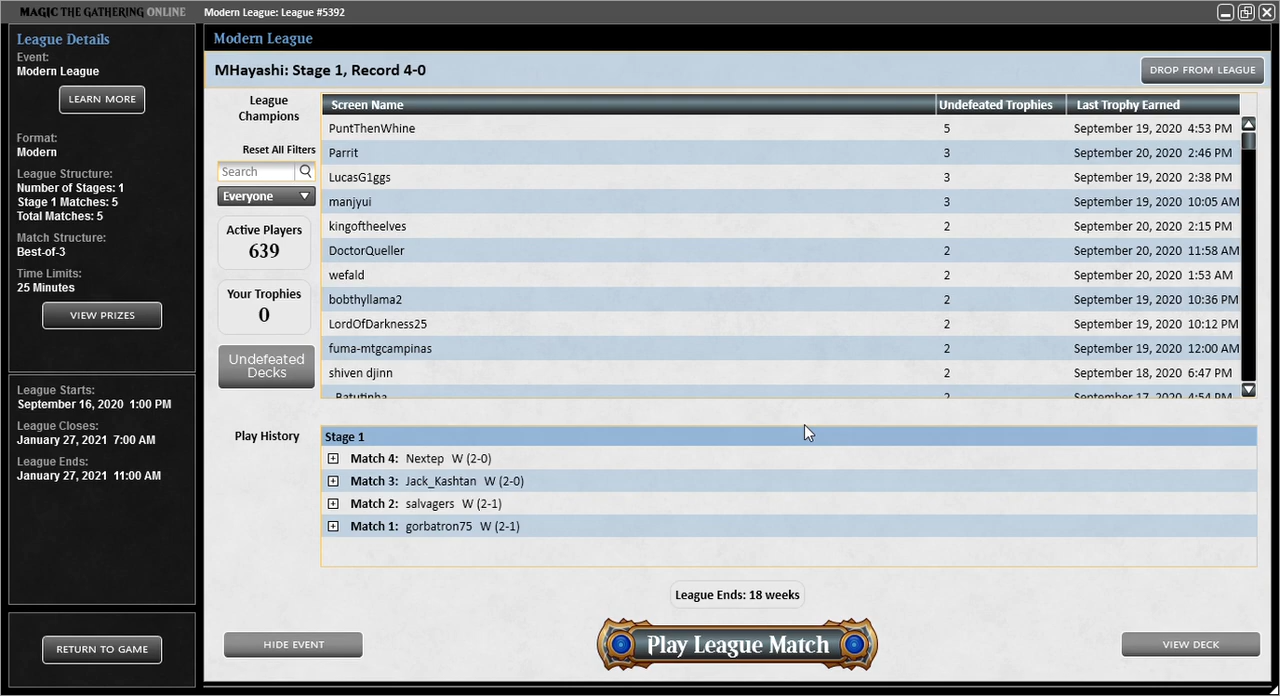 MAGIC THE GATHERING ONLINE
Modern League: League #5392
League Details
Event:
Modern League
LEARN MORE
Format:
Modern
League Structure:
Number of Stages: 1
Stage 1 Matches: 5
Total Matches: 5
Match Structure:
Best-of-3
Time Limits:
25 Minutes
VIEW PRIZES
League Starts:
September 16, 2020 1:00 PM
League Closes:
January 27, 2021 7:00 AM
League Ends:
January 27, 2021 11:00 AM
RETURN TO GAME
Modern League
MHayashi: Stage 1, Record 4-0
DROP FROM LEAGUE
League
Champions
Reset All Filters
Search
Everyone
Active Players
639
Your Trophies
0
Undefeated
Decks
Screen Name Undefeated Trophies Last Trophy Earned
PuntThenWhine 5 September 19, 2020 4:53 PM
Parrit 3 September 20, 2020 2:46 PM
LucasG1ggs 3 September 19, 2020 2:38 PM
manjyui 3 September 19, 2020 10:05 AM
kingoftheelves 2 September 20, 2020 2:15 PM
DoctorQueller 2 September 20, 2020 11:58 AM
wefald 2 September 20, 2020 1:53 AM
bobthyllama2 2 September 19, 2020 10:36 PM
LordOfDarkness25 2 September 19, 2020 10:12 PM
fuma-mtgcampinas 2 September 19, 2020 12:00 AM
shiven djinn 2 September 18, 2020 6:47 PM
_Batutinha_ 2 September 17, 2020 4:54 PM
Play History
Stage 1
Match 4: Nextep W (2-0)
Match 3: Jack_Kashtan W (2-0)
Match 2: salvagers W (2-1)
Match 1: gorbatron75 W (2-1)
League Ends: 18 weeks
HIDE EVENT
Play League Match
VIEW DECK